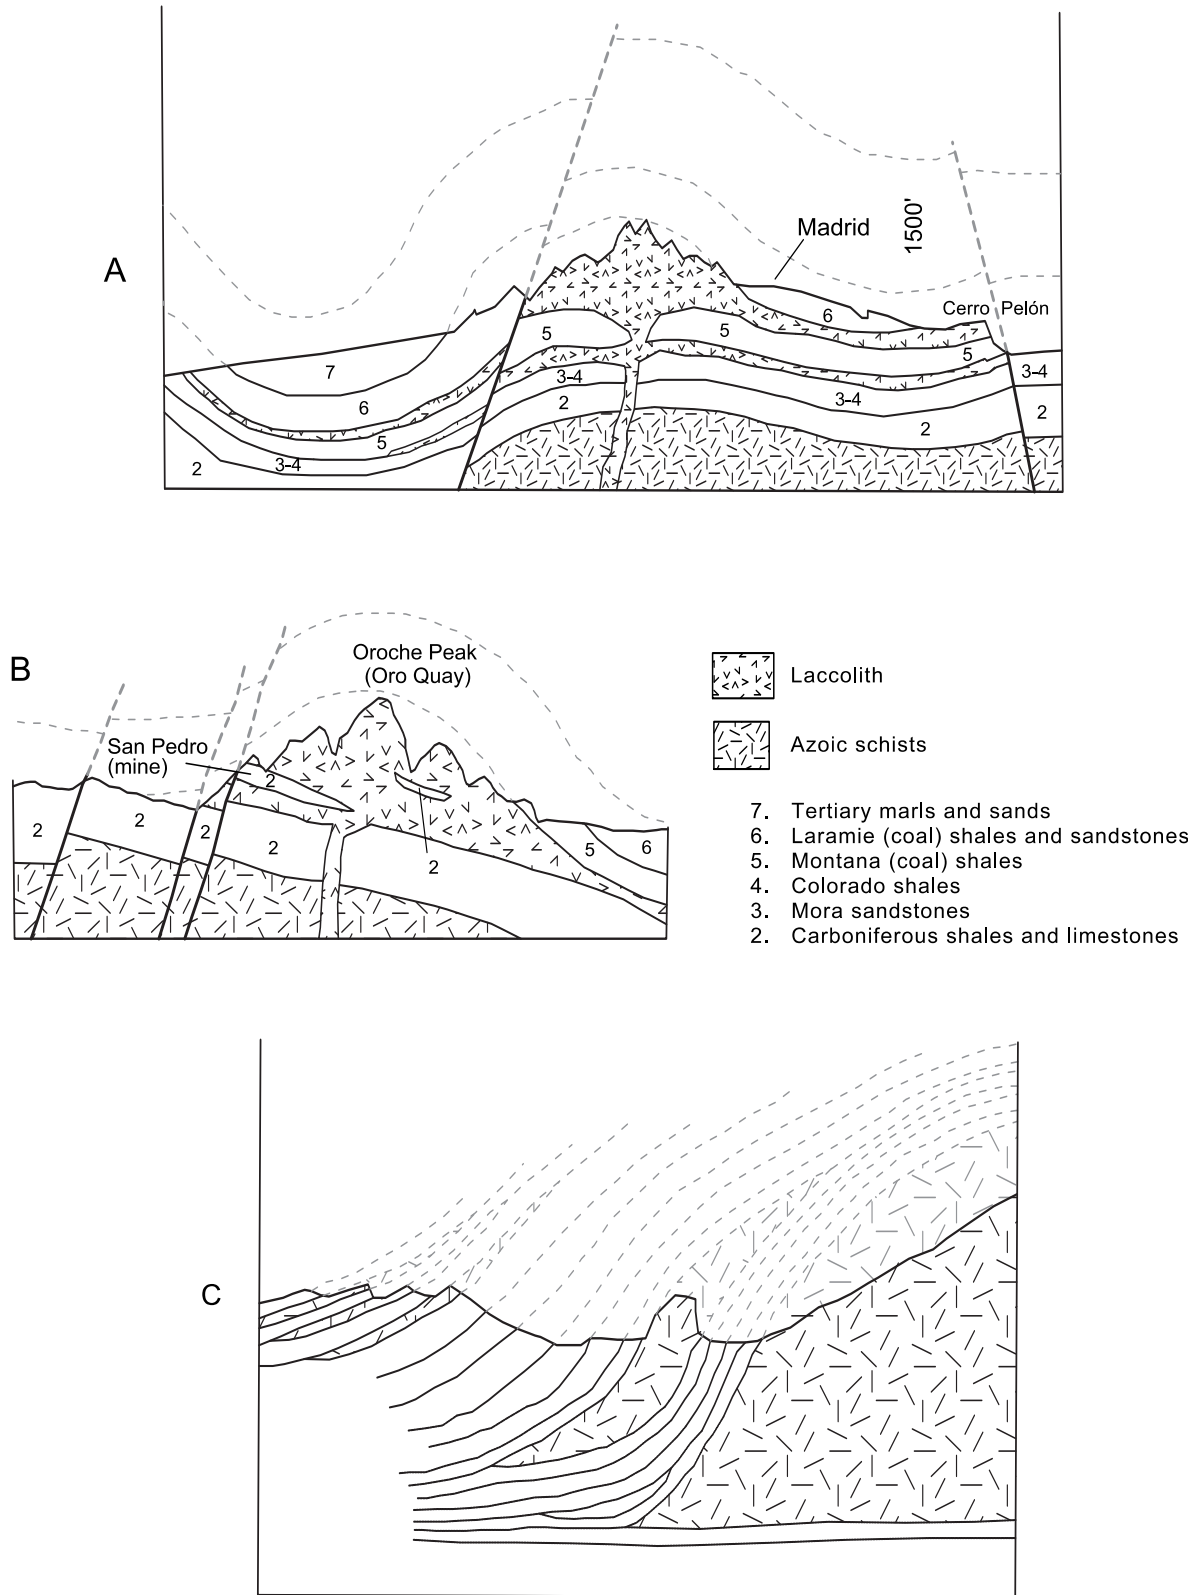 A
Madrid
1500'
Cerro Pelón
7
6
5
3-4
2
5
3-4
2
6
5
5
3-4
2
3-4
2
B
Oroche Peak
(Oro Quay)
San Pedro
(mine)
2
2
2
2
2
2
2
5
6
Laccolith
Azoic schists
7. Tertiary marls and sands
6. Laramie (coal) shales and sandstones
5. Montana (coal) shales
4. Colorado shales
3. Mora sandstones
2. Carboniferous shales and limestones
C